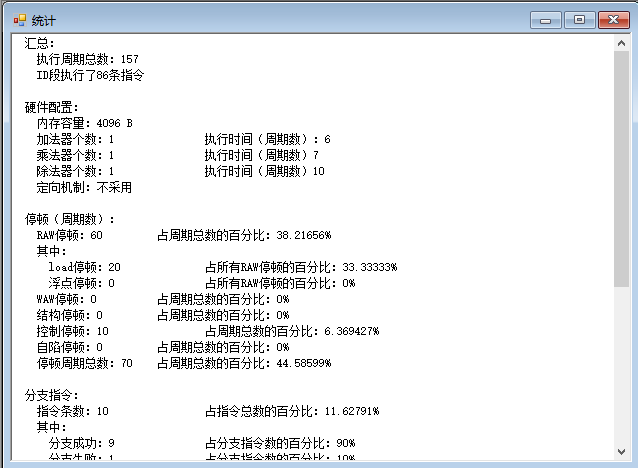 统计
汇总:
执行周期总数: 157
ID段执行了86条指令
硬件配置:
内存容量: 4096 B
加法器个数: 1 执行时间（周期数）: 6
乘法器个数: 1 执行时间（周期数）7
除法器个数: 1 执行时间（周期数）10
定向机制: 不采用
停顿（周期数）:
RAW停顿: 60 占周期总数的百分比: 38.21656%
其中:
load停顿: 20 占所有RAW停顿的百分比: 33.33333%
浮点停顿: 0 占所有RAW停顿的百分比: 0%
WAW停顿: 0 占周期总数的百分比: 0%
结构停顿: 0 占周期总数的百分比: 0%
控制停顿: 10 占周期总数的百分比: 6.369427%
自陷停顿: 0 占周期总数的百分比: 0%
停顿周期总数: 70 占周期总数的百分比: 44.58599%
分支指令:
指令条数: 10 占指令总数的百分比: 11.62791%
其中:
分支成功: 9 占分支指令数的百分比: 90%
分支失败: 1 占分支指令数的百分比: 10%